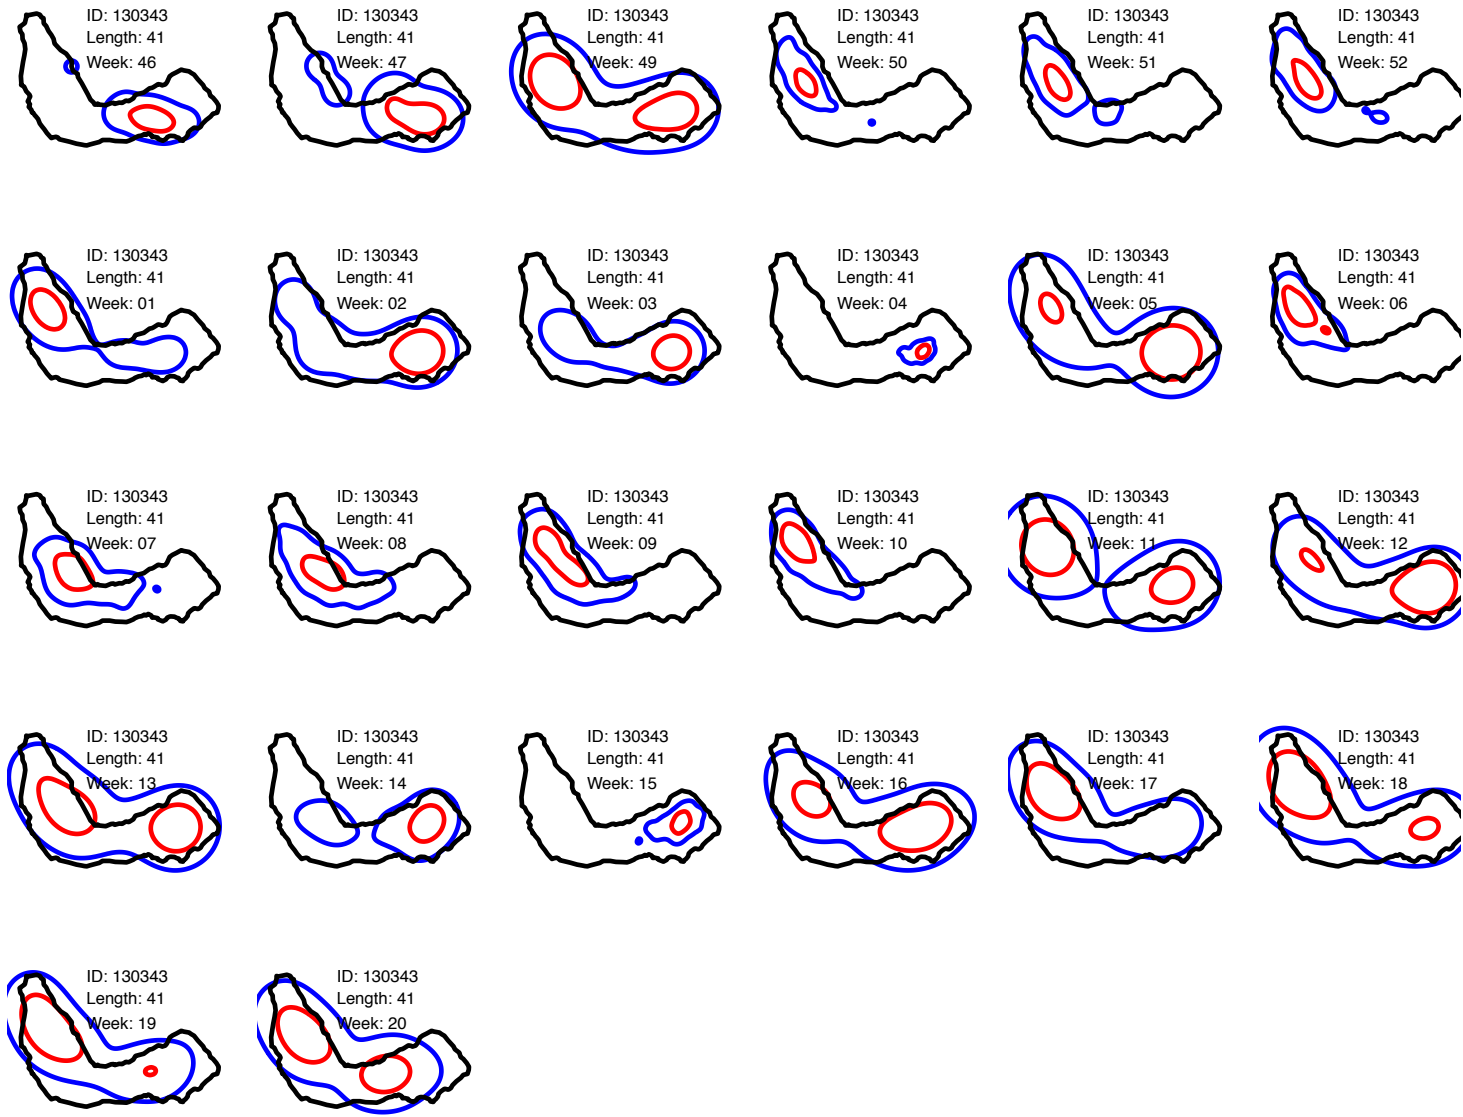 ID: 130343
Length: 41
Week: 46
ID: 130343
Length: 41
Week: 47
ID: 130343
Length: 41
Week: 49
ID: 130343
Length: 41
Week: 50
ID: 130343
Length: 41
Week: 51
ID: 130343
Length: 41
Week: 52
ID: 130343
Length: 41
Week: 01
ID: 130343
Length: 41
Week: 02
ID: 130343
Length: 41
Week: 03
ID: 130343
Length: 41
Week: 04
ID: 130343
Length: 41
Week: 05
ID: 130343
Length: 41
Week: 06
ID: 130343
Length: 41
Week: 07
ID: 130343
Length: 41
Week: 08
ID: 130343
Length: 41
Week: 09
ID: 130343
Length: 41
Week: 10
ID: 130343
Length: 41
Week: 11
ID: 130343
Length: 41
Week: 12
ID: 130343
Length: 41
Week: 13
ID: 130343
Length: 41
Week: 14
ID: 130343
Length: 41
Week: 15
ID: 130343
Length: 41
Week: 16
ID: 130343
Length: 41
Week: 17
ID: 130343
Length: 41
Week: 18
ID: 130343
Length: 41
Week: 19
ID: 130343
Length: 41
Week: 20